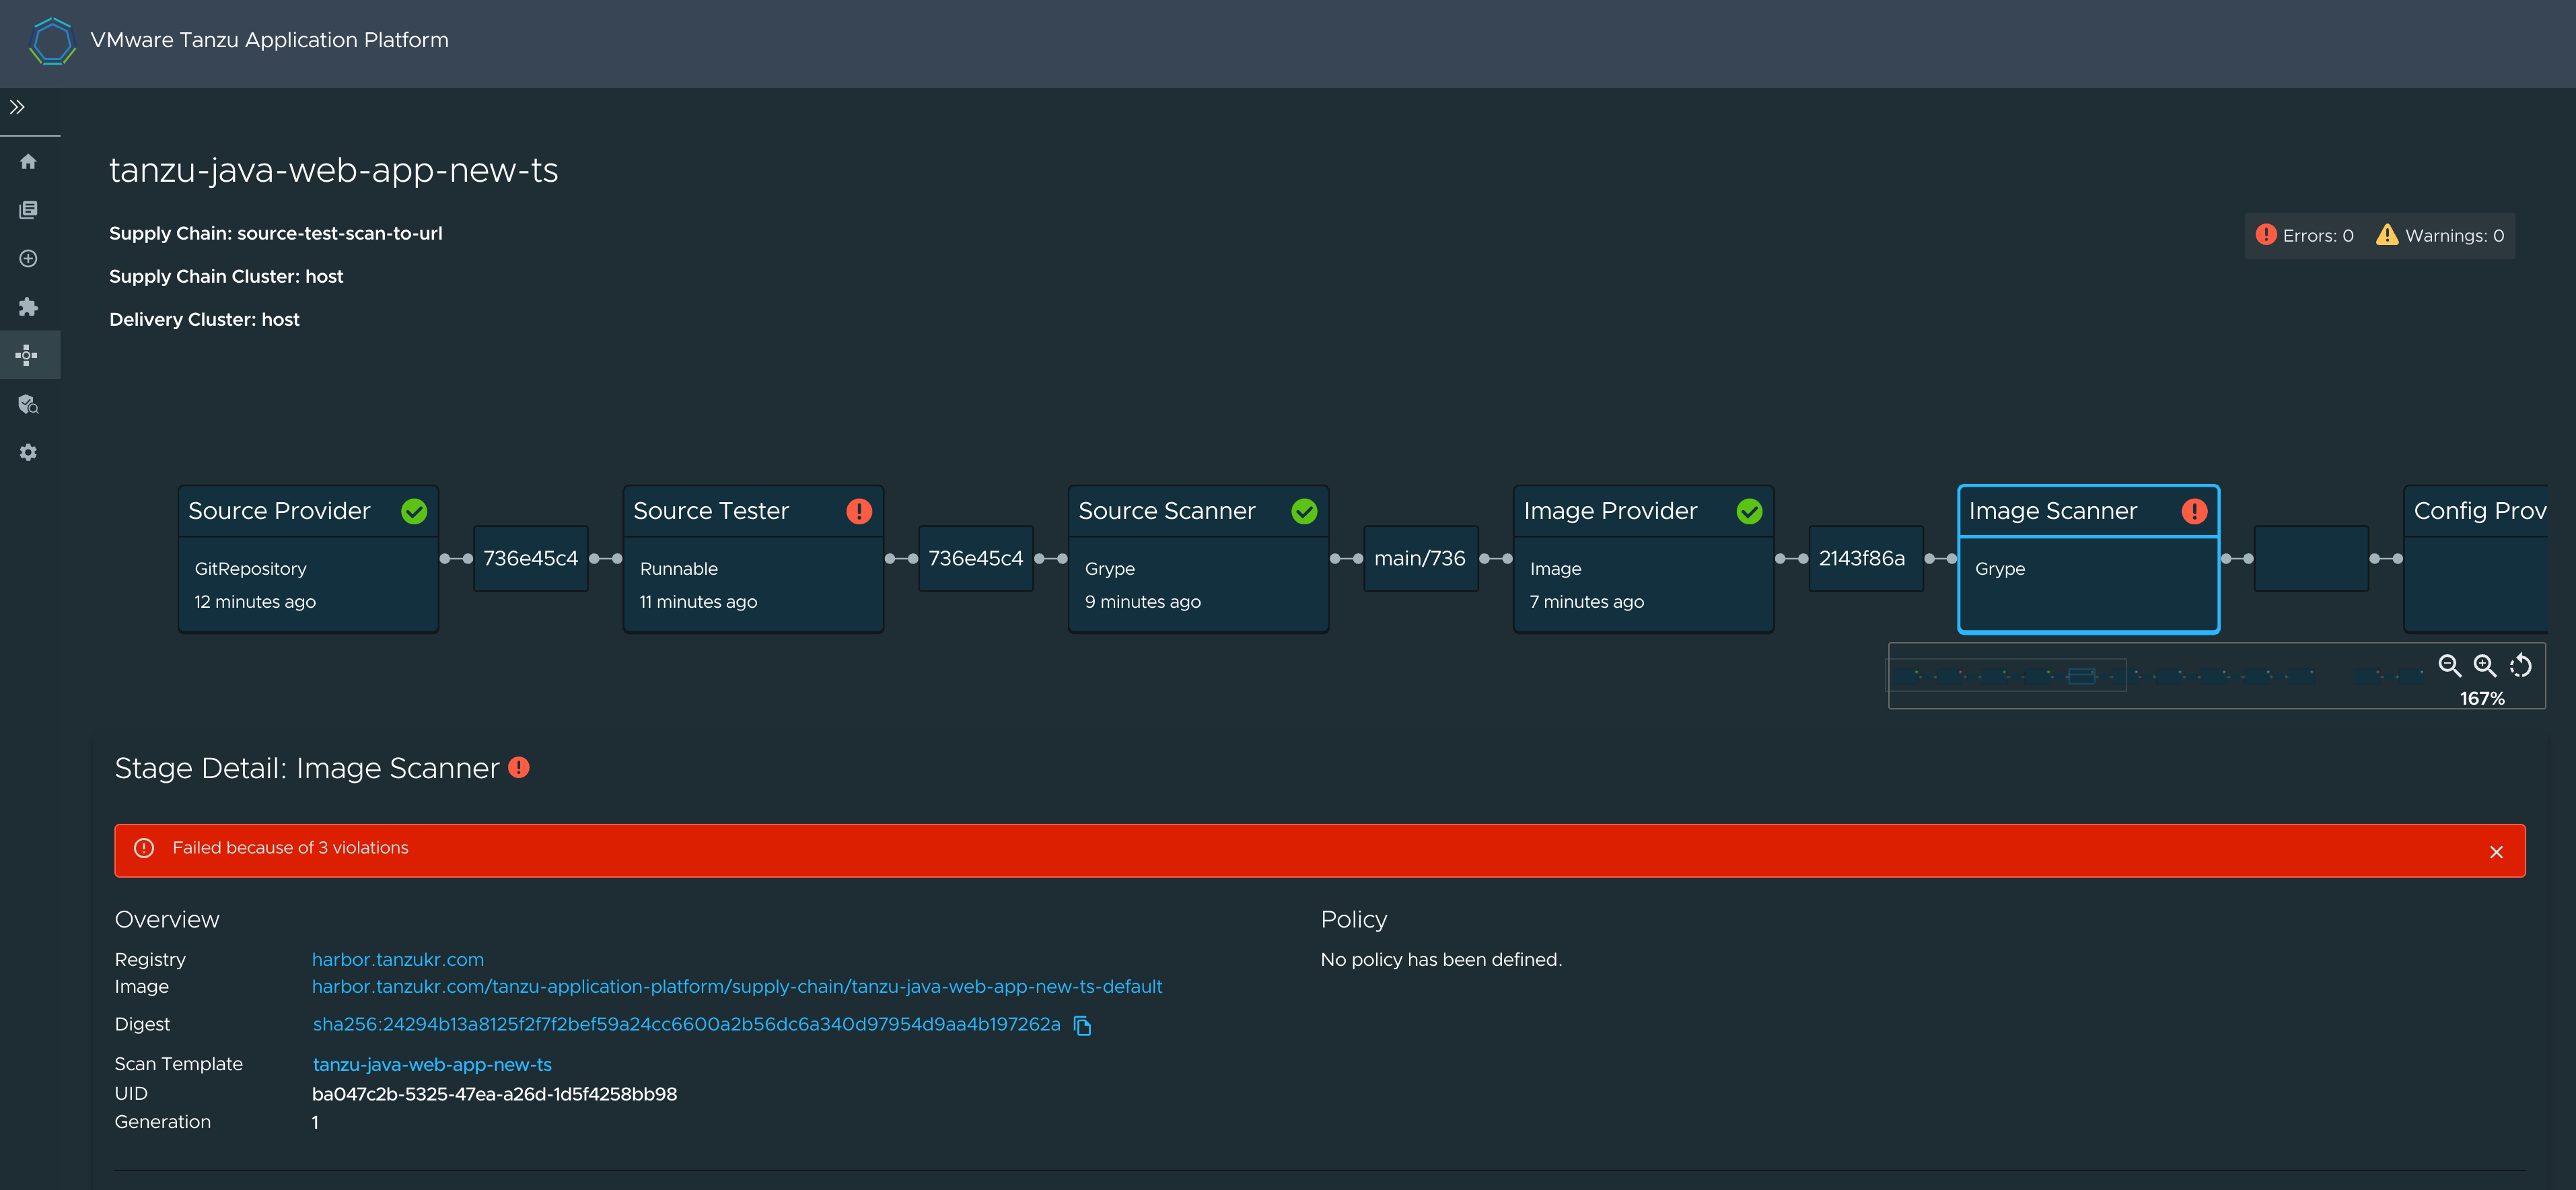 VMware Tanzu Application Platform
tanzu-java-web-app-new-ts
Supply Chain: source-test-scan-to-url
Errors: 0 Warnings: 0
Supply Chain Cluster: host
Delivery Cluster: host
Source Provider
GitRepository
12 minutes ago
736e45c4
Source Tester
Runnable
11 minutes ago
736e45c4
Source Scanner
Grype
9 minutes ago
main/736
Image Provider
Image
7 minutes ago
2143f86a
Image Scanner
Grype
Config Prov
167%
Stage Detail: Image Scanner
Failed because of 3 violations
Overview
Registry harbor.tanzukr.com
Image harbor.tanzukr.com/tanzu-application-platform/supply-chain/tanzu-java-web-app-new-ts-default
Digest sha256:24294b13a8125f2f7f2bef59a24cc6600a2b56dc6a340d97954d9aa4b197262a
Scan Template tanzu-java-web-app-new-ts
UID ba047c2b-5325-47ea-a26d-1d5f4258bb98
Generation 1
Policy
No policy has been defined.